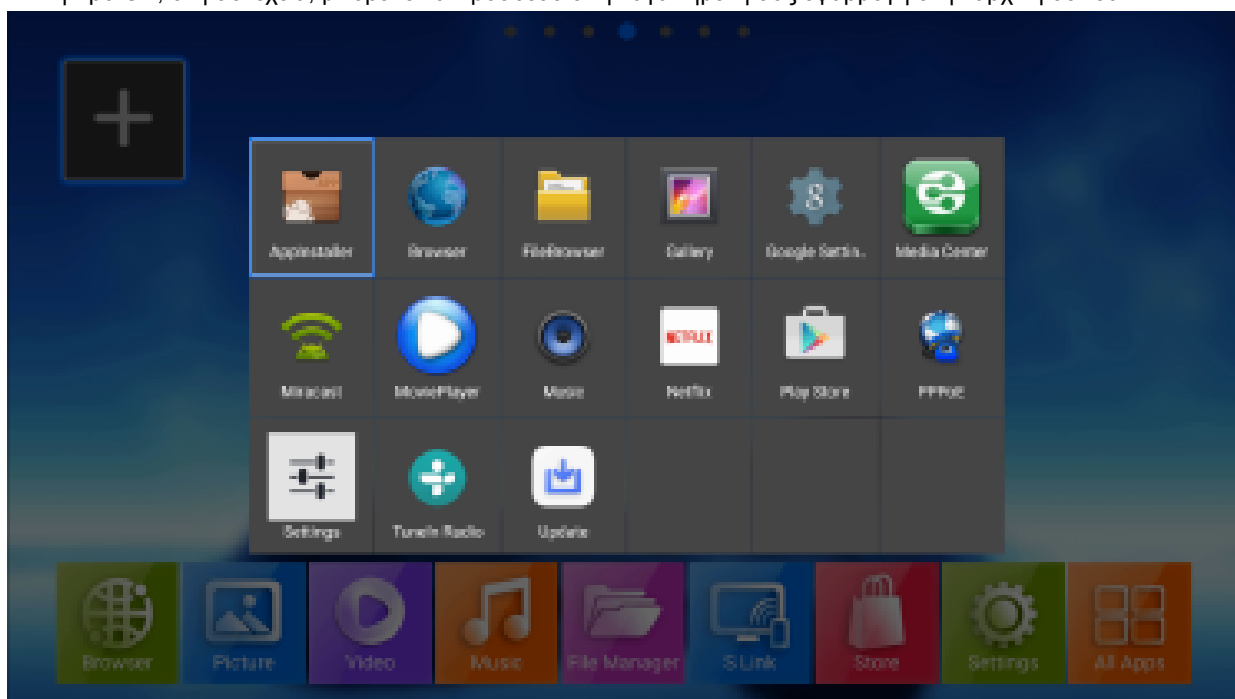 AppInstaller Browser FileBrowser Gallery Google Settin.. Media Center
Miracast MoviePlayer Music Netflix Play Store PPPoE
Settings TuneIn Radio Update
Browser Picture Video Music File Manager S Link Store Settings All Apps